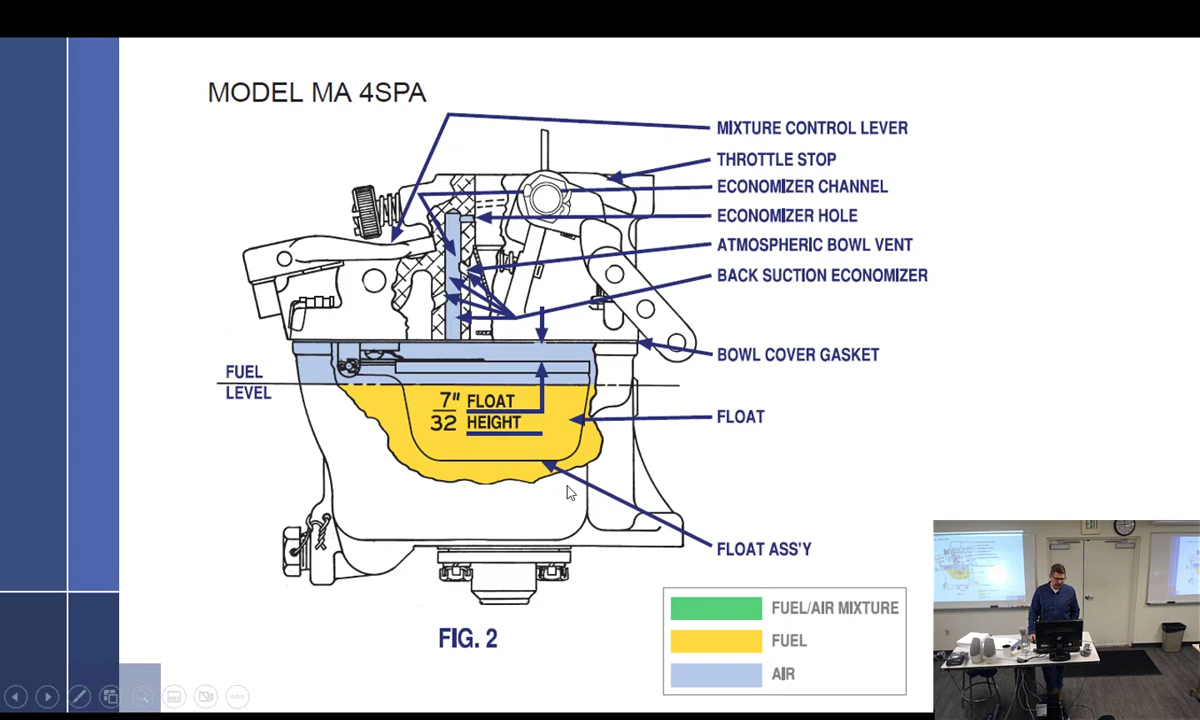 MODEL MA 4SPA
MIXTURE CONTROL LEVER
THROTTLE STOP
ECONOMIZER CHANNEL
ECONOMIZER HOLE
ATMOSPHERIC BOWL VENT
BACK SUCTION ECONOMIZER
BOWL COVER GASKET
FUEL
LEVEL
7" FLOAT
32 HEIGHT
FLOAT
FLOAT ASS'Y
FIG. 2
FUEL/AIR MIXTURE
FUEL
AIR
EXIT